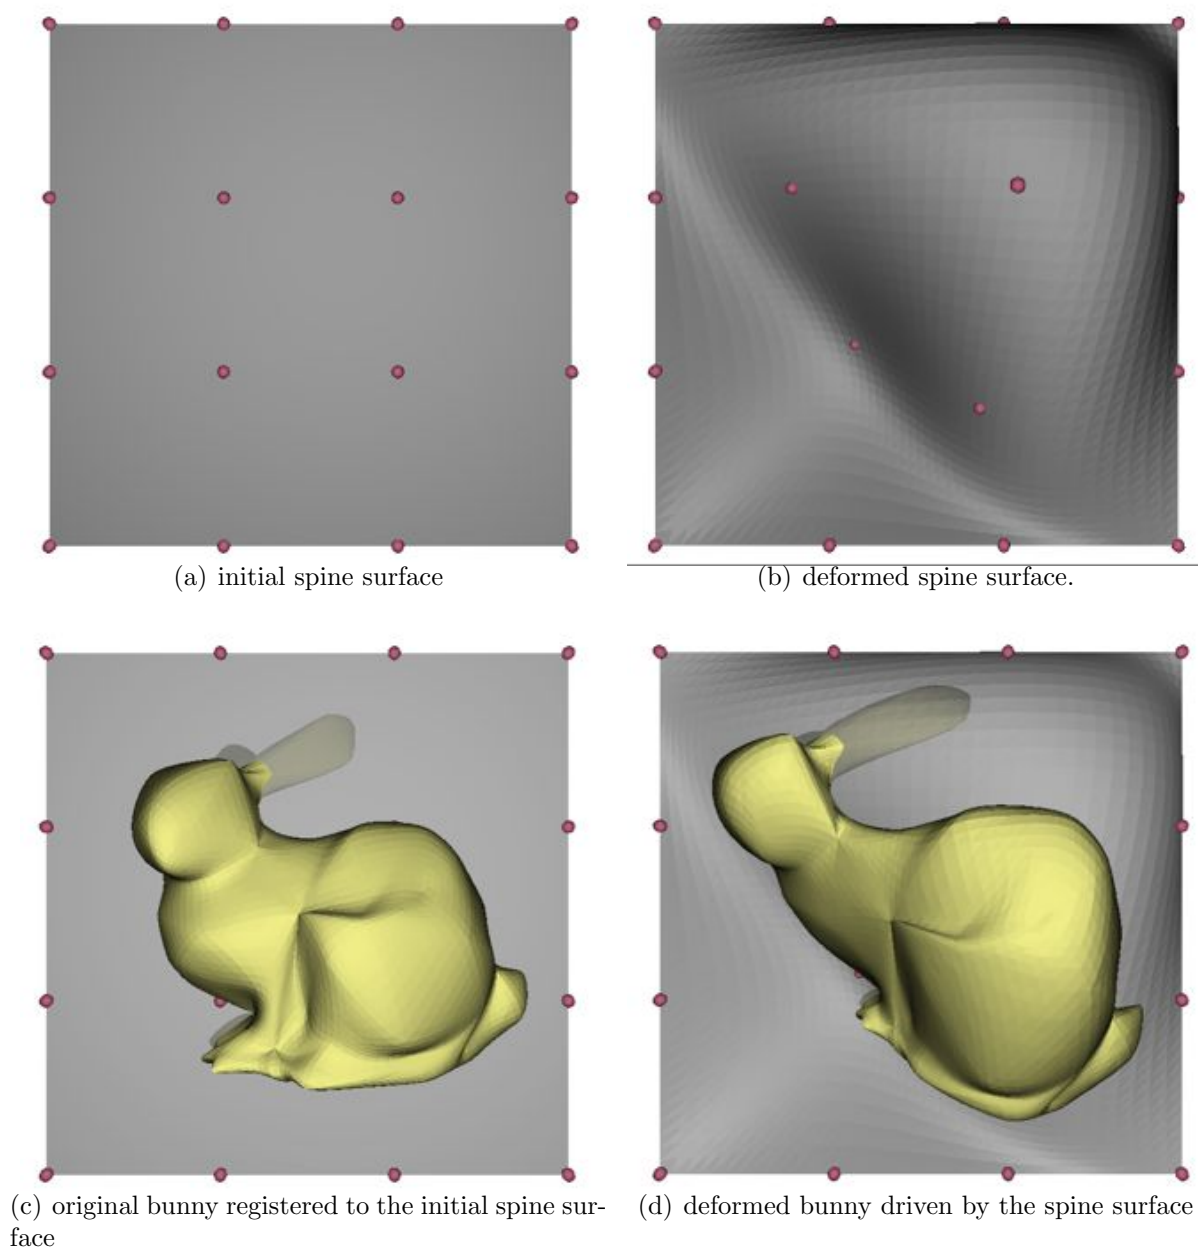 (a) initial spine surface
(b) deformed spine surface.
(c) original bunny registered to the initial spine sur-
face
(d) deformed bunny driven by the spine surface